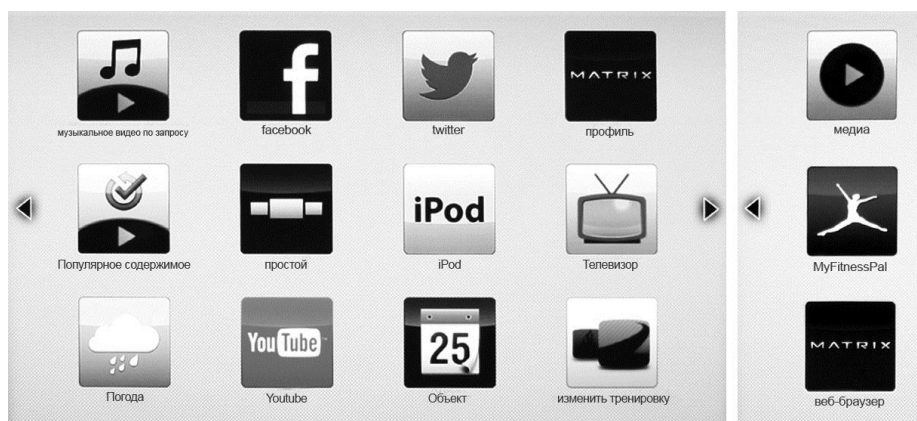 музыкальное видео по запросу
facebook
twitter
MATRIX
профиль
медиа
Популярное содержимое
простой
iPod
iPod
Телевизор
MyFitnessPal
Погода
You Tube
Youtube
25
Объект
изменить тренировку
MATRIX
веб-браузер